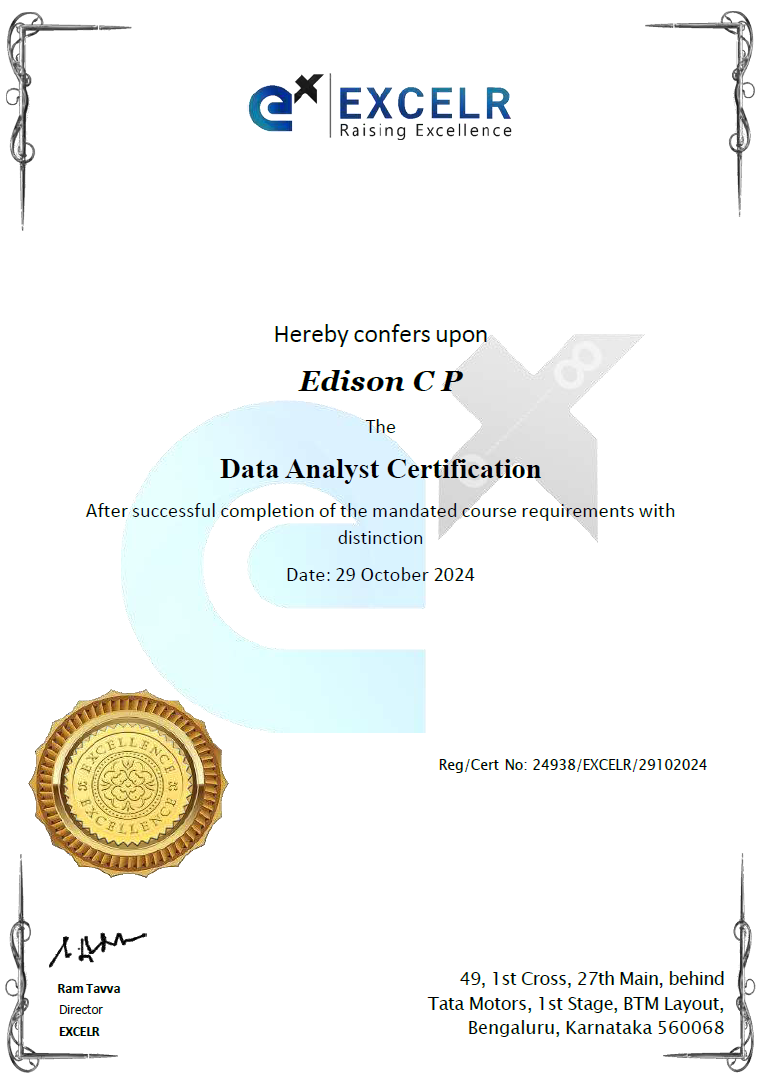 ex EXCELR
Raising Excellence
Hereby confers upon
Edison C P
The
Data Analyst Certification
After successful completion of the mandated course requirements with
distinction
Date: 29 October 2024
EXCELLENCE
EXCELLENCE
Reg/Cert No: 24938/EXCELR/29102024
Ram Tavva
Director
EXCELR
49, 1st Cross, 27th Main, behind
Tata Motors, 1st Stage, BTM Layout,
Bengaluru, Karnataka 560068